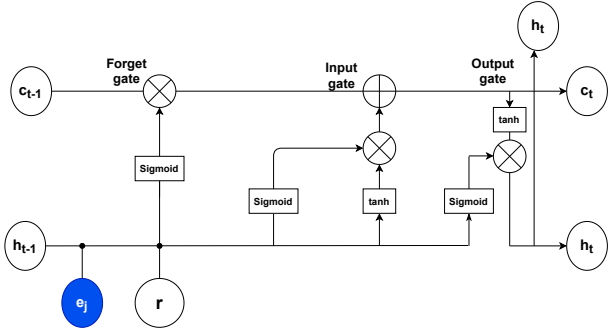 h_t
Forget
gate
Input
gate
Output
gate
c_t-1
c_t
tanh
Sigmoid
Sigmoid
tanh
Sigmoid
h_t-1
h_t
e_j
r